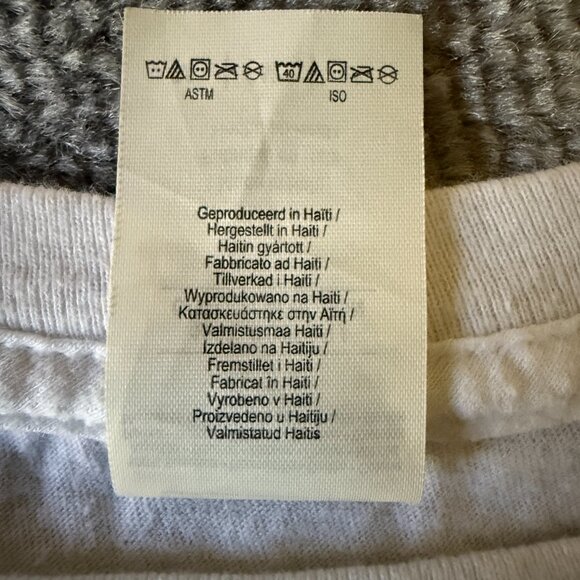 40
ASTM
ISO
Geproduceerd in Haïti /
Hergestellt in Haiti /
Haitin gyártott /
Fabbricato ad Haiti /
Tillverkad i Haiti /
Wyprodukowano na Haiti /
Κατασκευάστηκε στην Αϊτή /
Valmistusmaa Haiti /
Izdelano na Haitiju /
Fremstillet i Haiti /
Fabricat în Haiti /
Vyrobeno v Haiti /
Proizvedeno u Haitiju /
Valmistatud Haitis